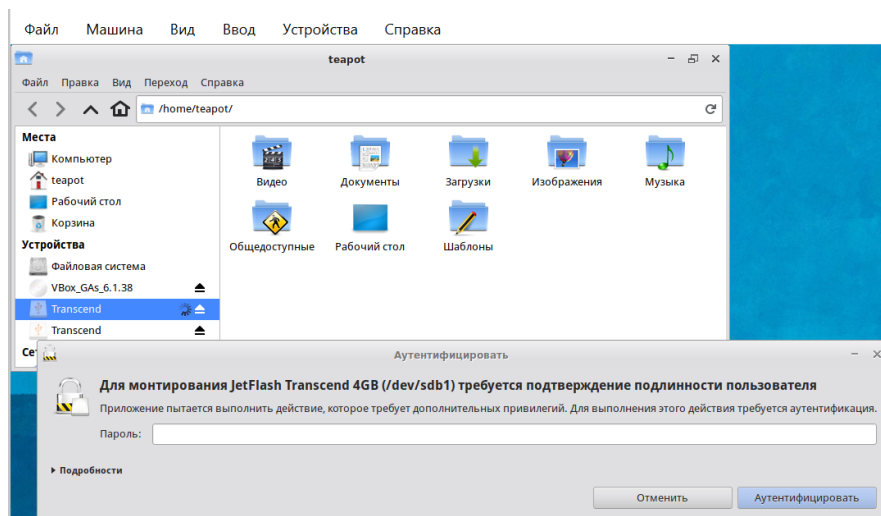 Файл Машина Вид Ввод Устройства Справка
teapot
Файл Правка Вид Переход Справка
/home/teapot/
Места
Компьютер
teapot
Рабочий стол
Корзина
Устройства
Файловая система
VBox_GAs_6.1.38
Transcend
Transcend
Се
Видео Документы Загрузки Изображения Музыка
Общедоступные Рабочий стол Шаблоны
Аутентифицировать
Для монтирования JetFlash Transcend 4GB (/dev/sdb1) требуется подтверждение подлинности пользователя
Приложение пытается выполнить действие, которое требует дополнительных привилегий. Для выполнения этого действия требуется аутентификация.
Пароль:
Подробности
Отменить Аутентифицировать